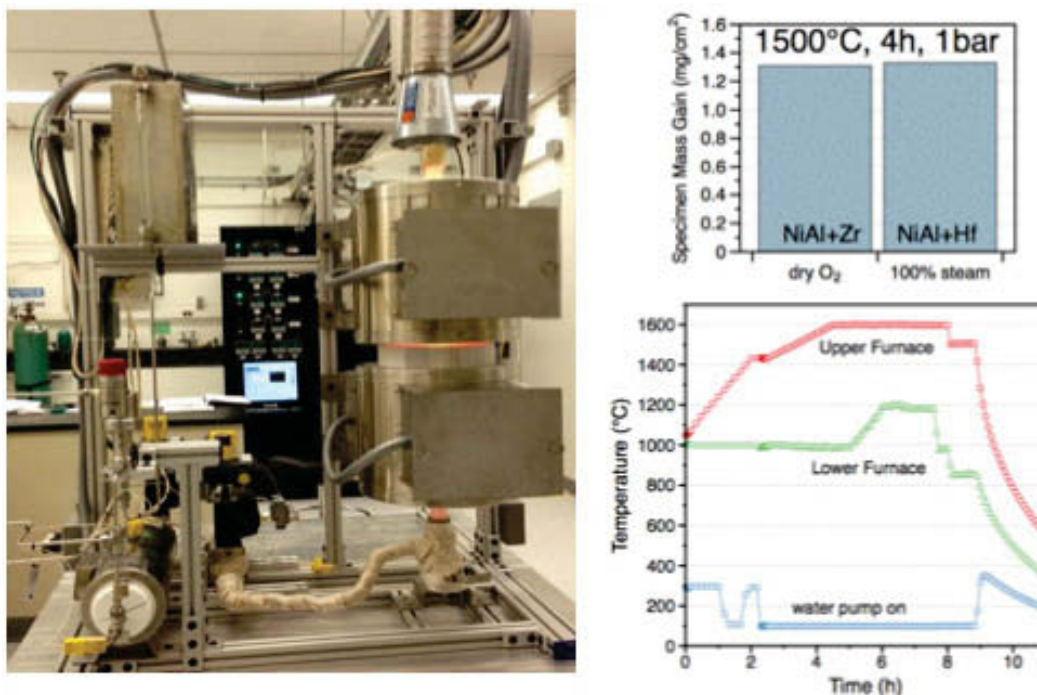 1500°C, 4h, 1bar
Specimen Mass Gain (mg/cm²)
1.6
1.4
1.2
1.0
0.8
0.6
0.4
0.2
0
NiAl+Zr
NiAl+Hf
dry O₂
100% steam
Temperature (°C)
1600
1400
1200
1000
800
600
400
200
0
Upper Furnace
Lower Furnace
water pump on
0
2
4
6
8
10
Time (h)